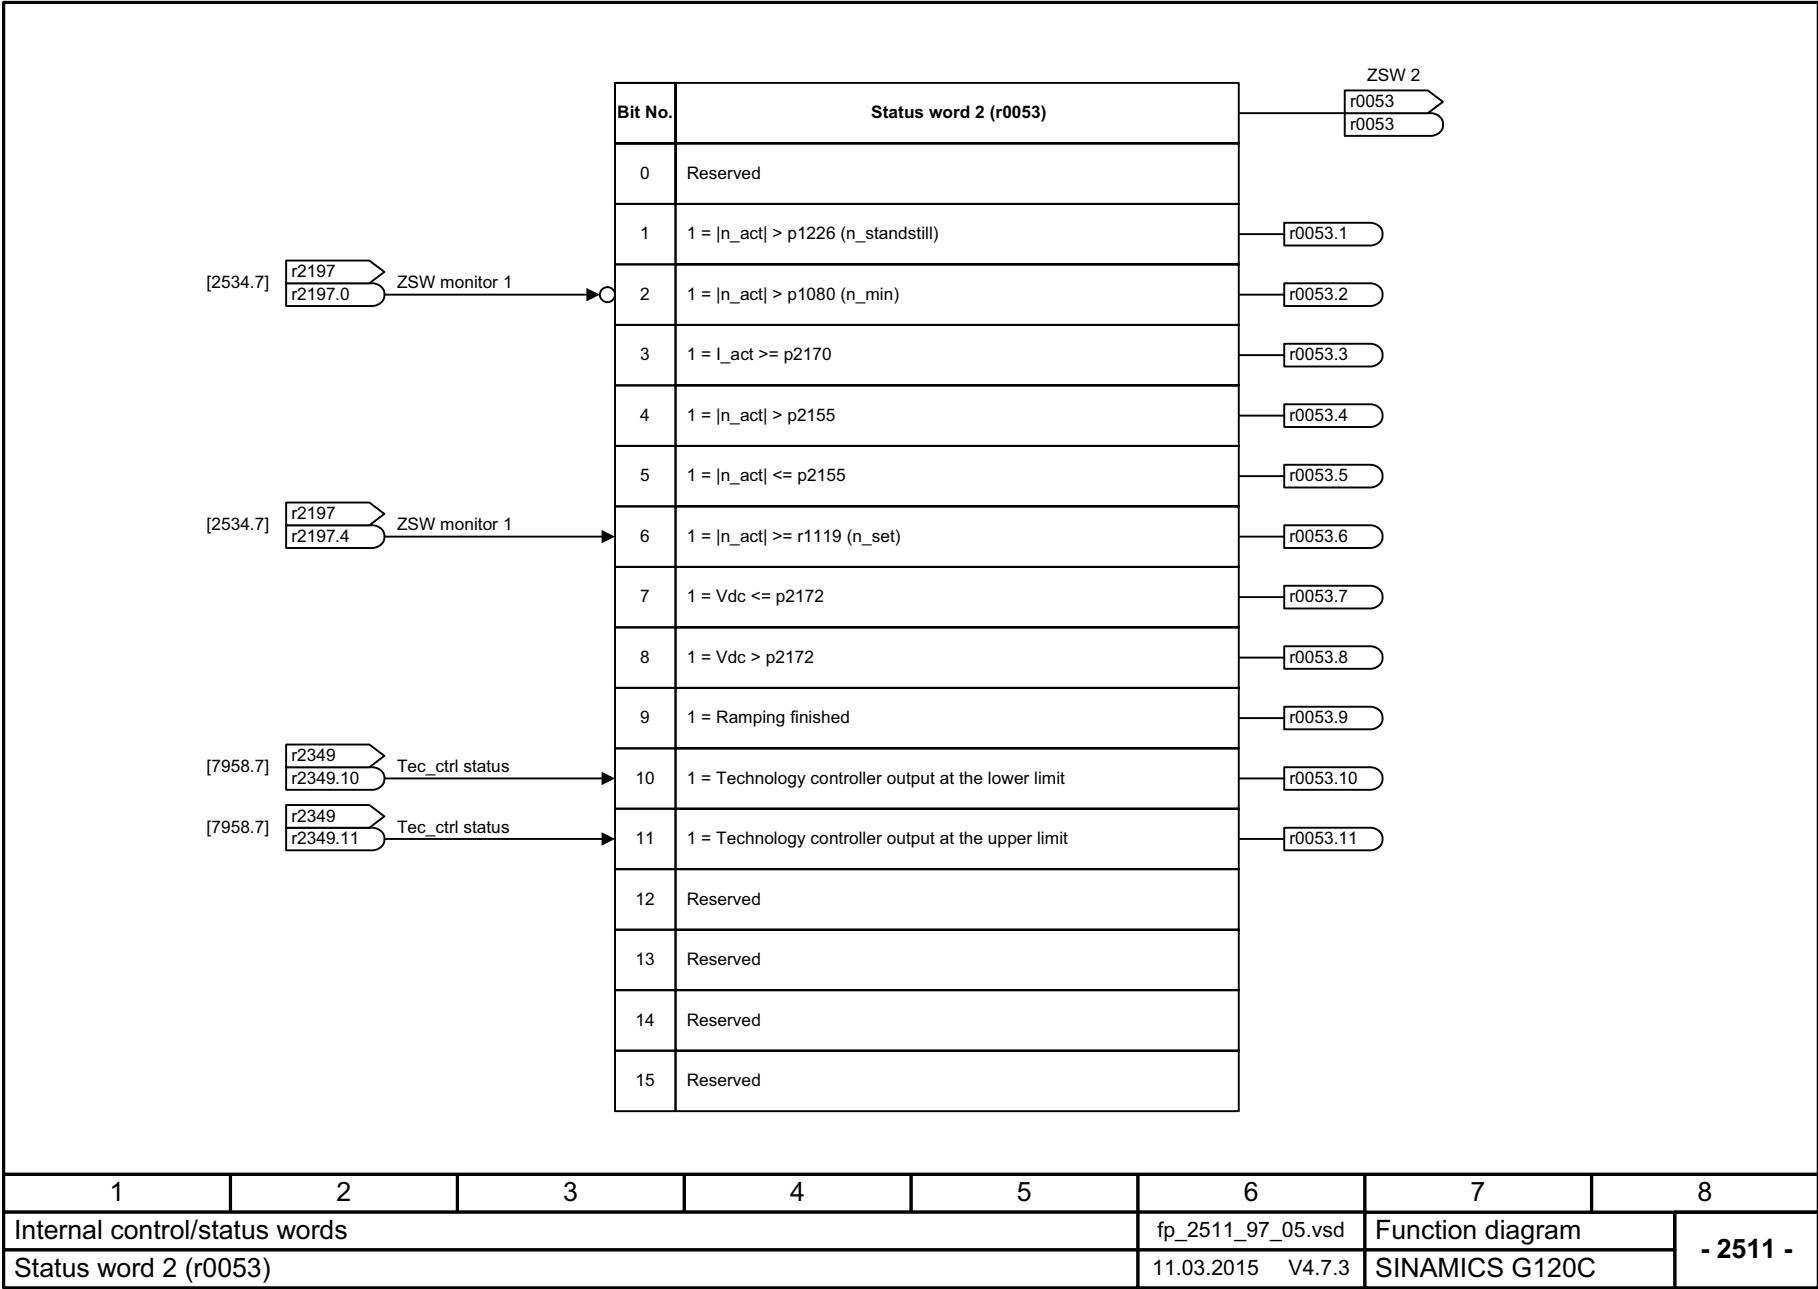 ZSW 2
Bit No. Status word 2 (r0053) r0053
r0053
0 Reserved
1 1 = |n_act| > p1226 (n_standstill) r0053.1
[2534.7] r2197 ZSW monitor 1
r2197.0 2 1 = |n_act| > p1080 (n_min) r0053.2
3 1 = I_act >= p2170 r0053.3
4 1 = |n_act| > p2155 r0053.4
5 1 = |n_act| <= p2155 r0053.5
[2534.7] r2197 ZSW monitor 1
r2197.4 6 1 = |n_act| >= r1119 (n_set) r0053.6
7 1 = Vdc <= p2172 r0053.7
8 1 = Vdc > p2172 r0053.8
9 1 = Ramping finished r0053.9
[7958.7] r2349 Tec_ctrl status
r2349.10 10 1 = Technology controller output at the lower limit r0053.10
[7958.7] r2349 Tec_ctrl status
r2349.11 11 1 = Technology controller output at the upper limit r0053.11
12 Reserved
13 Reserved
14 Reserved
15 Reserved
1 2 3 4 5 6 7 8
Internal control/status words fp_2511_97_05.vsd Function diagram - 2511 -
Status word 2 (r0053) 11.03.2015 V4.7.3 SINAMICS G120C